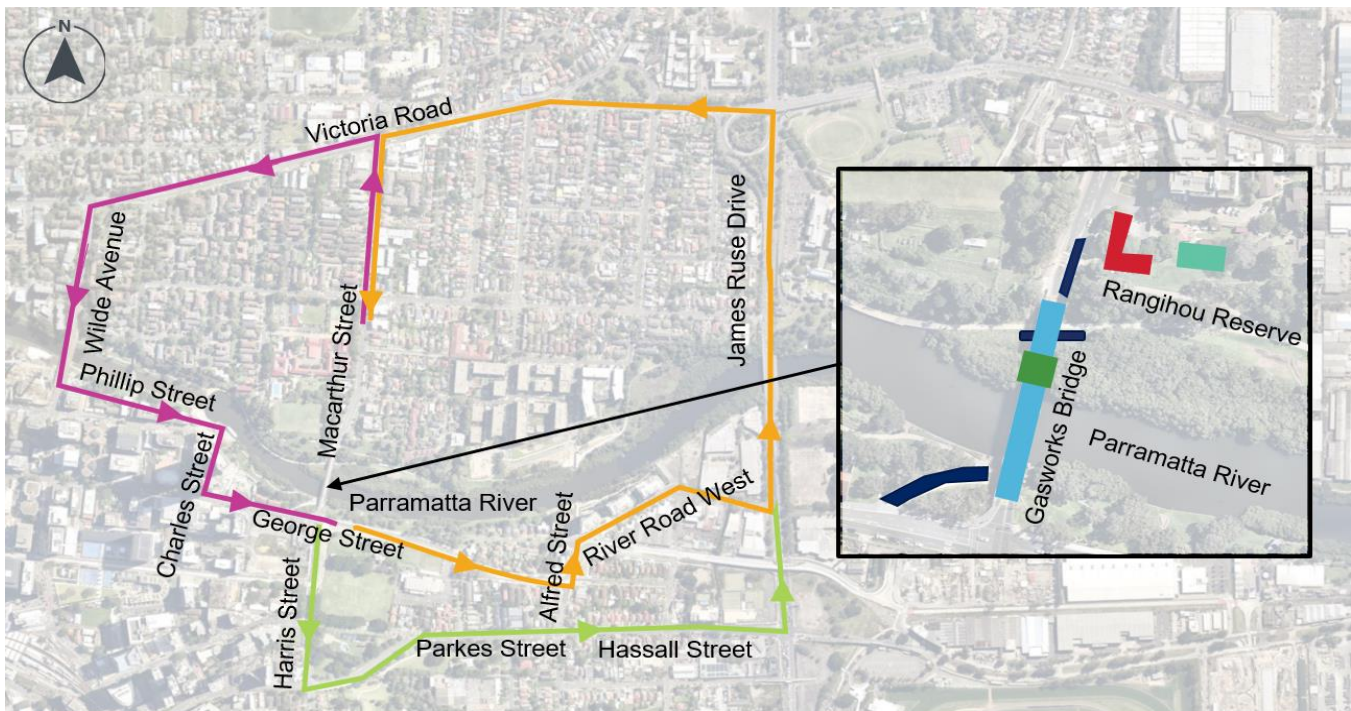 N
Victoria Road
Wilde Avenue
Macarthur Street
James Ruse Drive
Phillip Street
Charles Street
George Street
Parramatta River
Harris Street
Alfred Street
River Road West
Parkes Street
Hassall Street
Rangihou Reserve
Gasworks Bridge
Parramatta River